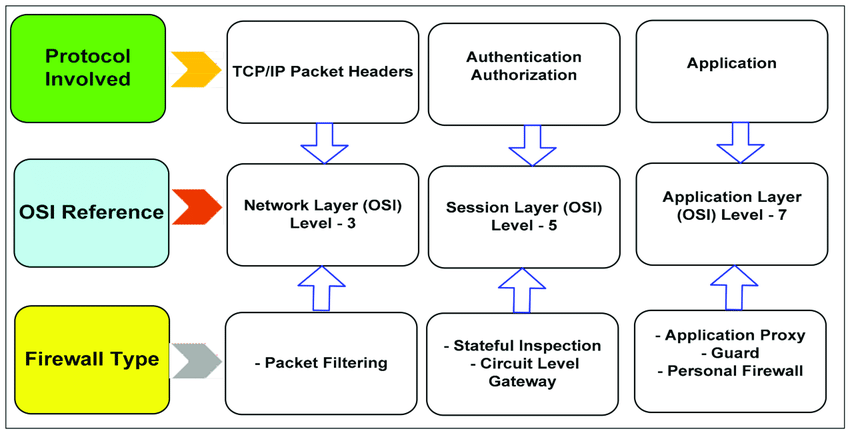 Protocol
Involved
TCP/IP Packet Headers
Authentication
Authorization
Application
OSI Reference
Network Layer (OSI)
Level - 3
Session Layer (OSI)
Level - 5
Application Layer
(OSI) Level - 7
Firewall Type
- Packet Filtering
- Stateful Inspection
- Circuit Level
Gateway
- Application Proxy
- Guard
- Personal Firewall